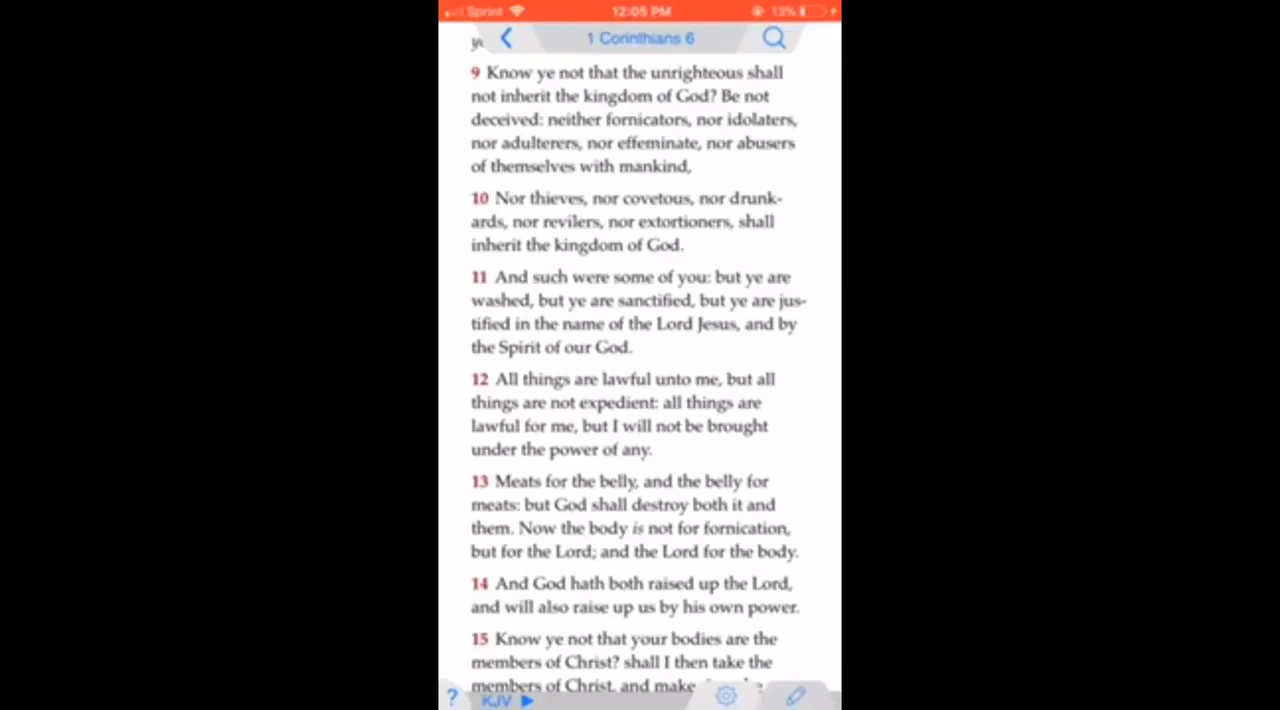 Sprint 12:05 PM 13%
1 Corinthians 6
9 Know ye not that the unrighteous shall
not inherit the kingdom of God? Be not
deceived: neither fornicators, nor idolaters,
nor adulterers, nor effeminate, nor abusers
of themselves with mankind,
10 Nor thieves, nor covetous, nor drunk-
ards, nor revilers, nor extortioners, shall
inherit the kingdom of God.
11 And such were some of you: but ye are
washed, but ye are sanctified, but ye are jus-
tified in the name of the Lord Jesus, and by
the Spirit of our God.
12 All things are lawful unto me, but all
things are not expedient: all things are
lawful for me, but I will not be brought
under the power of any.
13 Meats for the belly, and the belly for
meats: but God shall destroy both it and
them. Now the body is not for fornication,
but for the Lord; and the Lord for the body.
14 And God hath both raised up the Lord,
and will also raise up us by his own power.
15 Know ye not that your bodies are the
members of Christ? shall I then take the
members of Christ, and make
? KJV